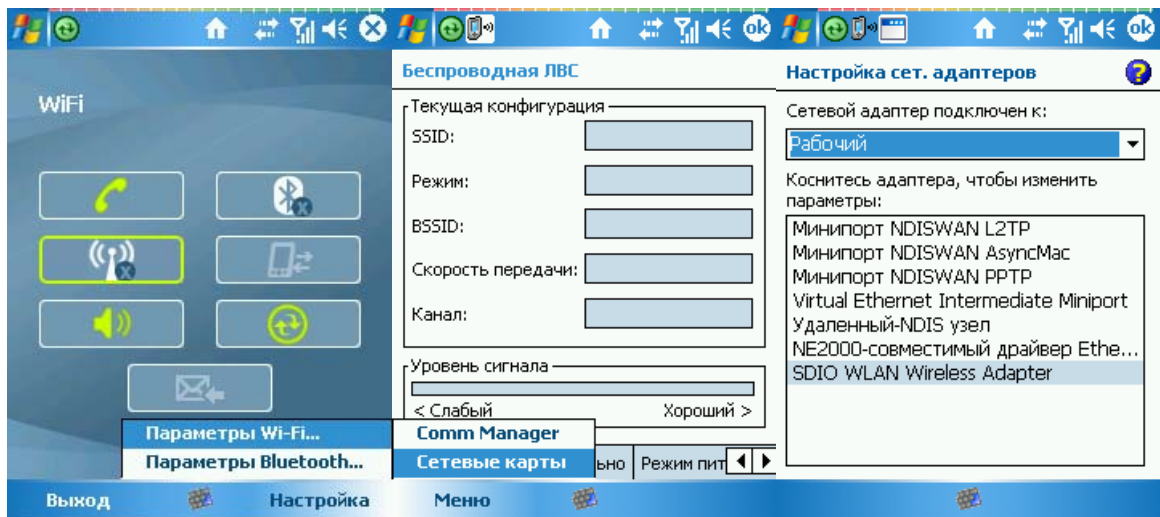 WiFi
Параметры Wi-Fi...
Параметры Bluetooth...
Выход
Настройка
Беспроводная ЛВС
Текущая конфигурация
SSID:
Режим:
BSSID:
Скорость передачи:
Канал:
Уровень сигнала
< Слабый
Хороший >
Comm Manager
Сетевые карты
ьно
Режим пит
Меню
ok
Настройка сет. адаптеров
Сетевой адаптер подключен к:
Рабочий
Коснитесь адаптера, чтобы изменить
параметры:
Минипорт NDISWAN L2TP
Минипорт NDISWAN AsyncMac
Минипорт NDISWAN PPTP
Virtual Ethernet Intermediate Miniport
Удаленный-NDIS узел
NE2000-совместимый драйвер Ethe...
SDIO WLAN Wireless Adapter
ok